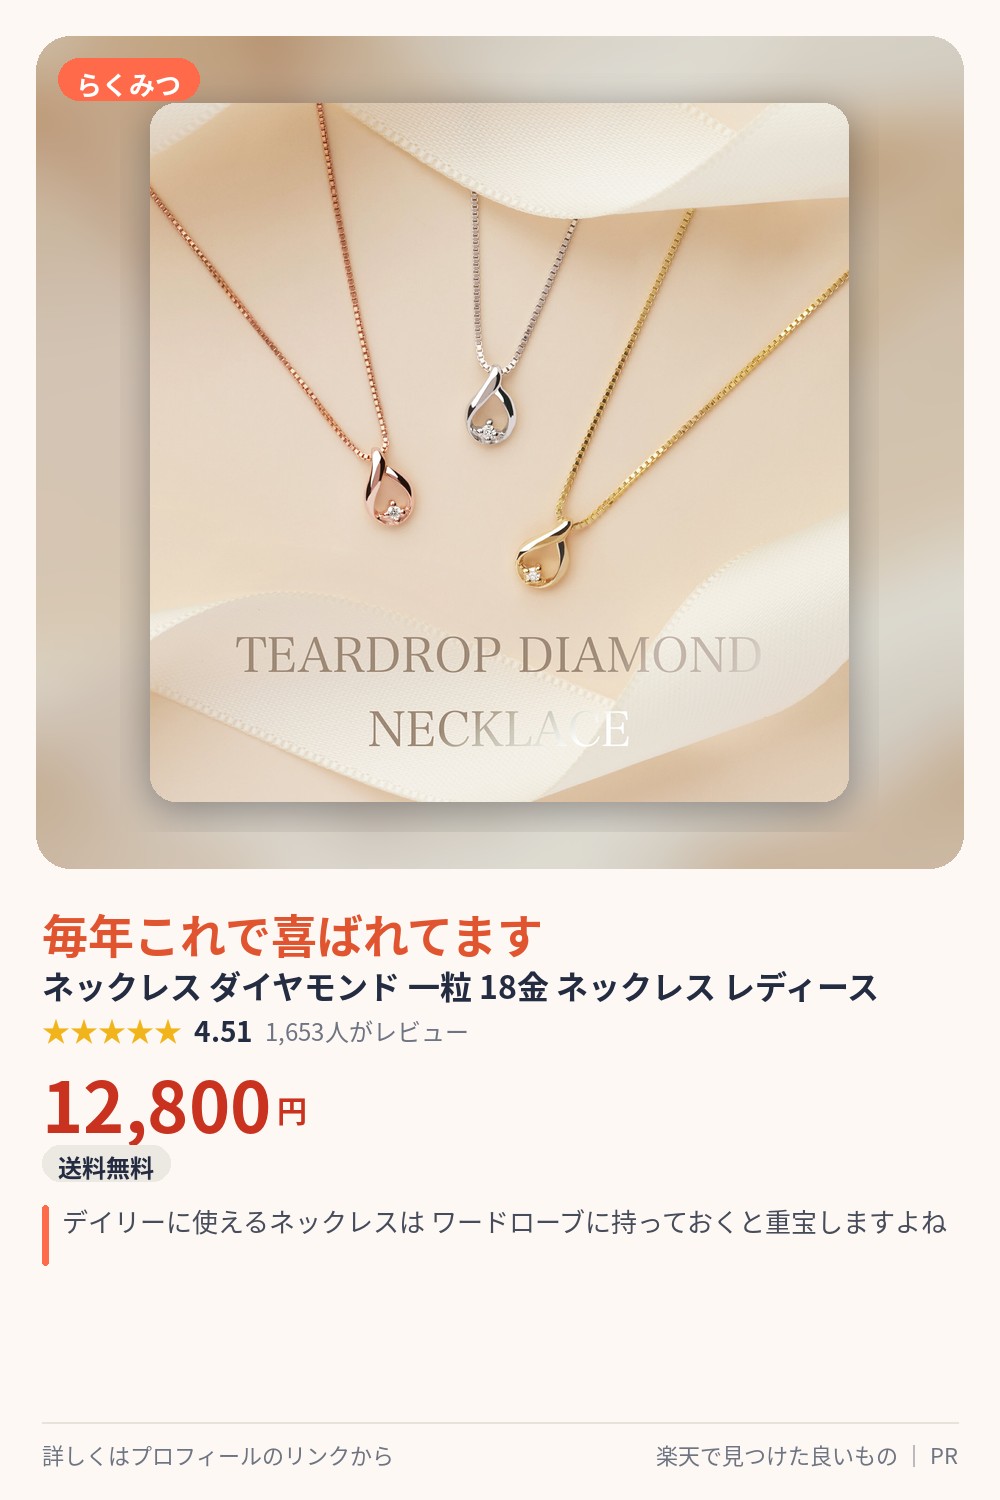 らくみつ
TEARDROP DIAMOND
NECKLACE
毎年これで喜ばれてます
ネックレス ダイヤモンド 一粒 18金 ネックレス レディース
★★★★★ 4.51 1,653人がレビュー
12,800円
送料無料
デイリーに使えるネックレスは ワードローブに持っておくと重宝しますよね
詳しくはプロフィールのリンクから
楽天で見つけた良いもの | PR